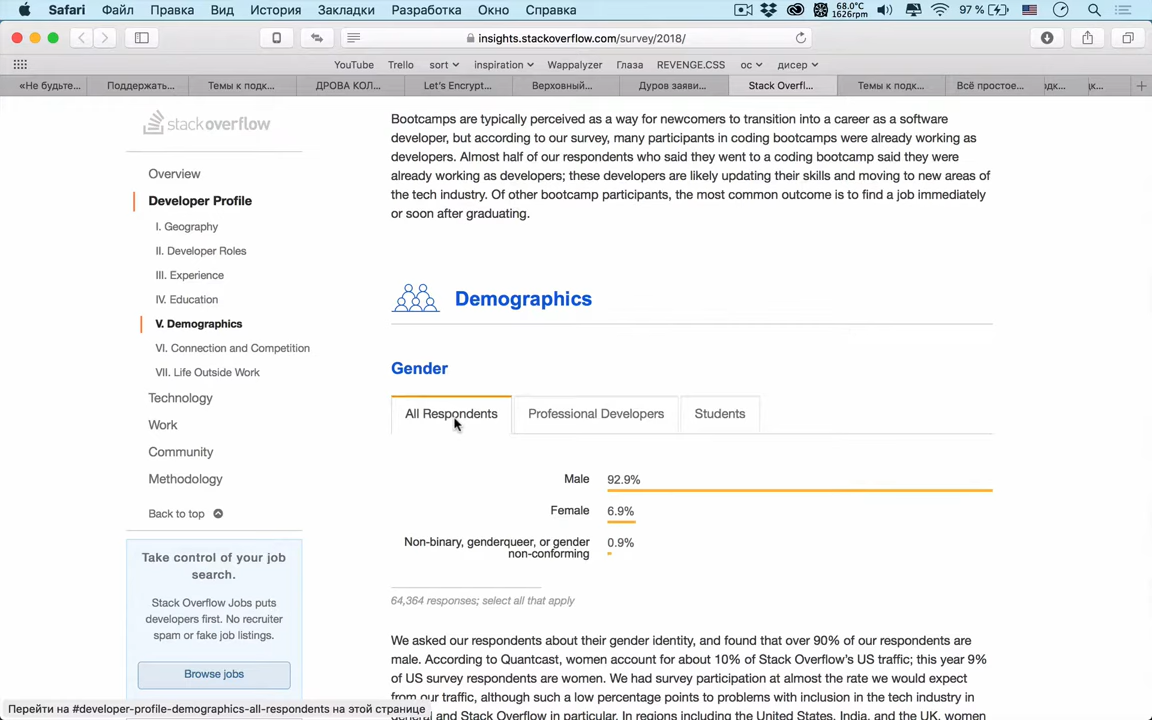 Safari Файл Правка Вид История Закладки Разработка Окно Справка 68.0°C 1626rpm 97 %
insights.stackoverflow.com/survey/2018/
YouTube Trello sort inspiration Wappalyzer Глаза REVENGE.CSS ос дисер
«Не будьте... Поддержать... Темы к подк... ДРОВА КОЛ... Let's Encrypt... Верховный... Дуров заяви... Stack Overfl... Темы к подк... Всё простое... одк... к...
stackoverflow
Overview
Developer Profile
I. Geography
II. Developer Roles
III. Experience
IV. Education
V. Demographics
VI. Connection and Competition
VII. Life Outside Work
Technology
Work
Community
Methodology
Back to top
Take control of your job
search.
Stack Overflow Jobs puts
developers first. No recruiter
spam or fake job listings.
Browse jobs
Bootcamps are typically perceived as a way for newcomers to transition into a career as a software
developer, but according to our survey, many participants in coding bootcamps were already working as
developers. Almost half of our respondents who said they went to a coding bootcamp said they were
already working as developers; these developers are likely updating their skills and moving to new areas of
the tech industry. Of other bootcamp participants, the most common outcome is to find a job immediately
or soon after graduating.
Demographics
Gender
All Respondents Professional Developers Students
Male 92.9%
Female 6.9%
Non-binary, genderqueer, or gender 0.9%
non-conforming
64,364 responses; select all that apply
We asked our respondents about their gender identity, and found that over 90% of our respondents are
male. According to Quantcast, women account for about 10% of Stack Overflow's US traffic; this year 9%
of US survey respondents are women. We had survey participation at almost the rate we would expect
from our traffic, although such a low percentage points to problems with inclusion in the tech industry in
general and Stack Overflow in particular. In regions including the United States, India, and the UK, women
Перейти на #developer-profile-demographics-all-respondents на этой странице